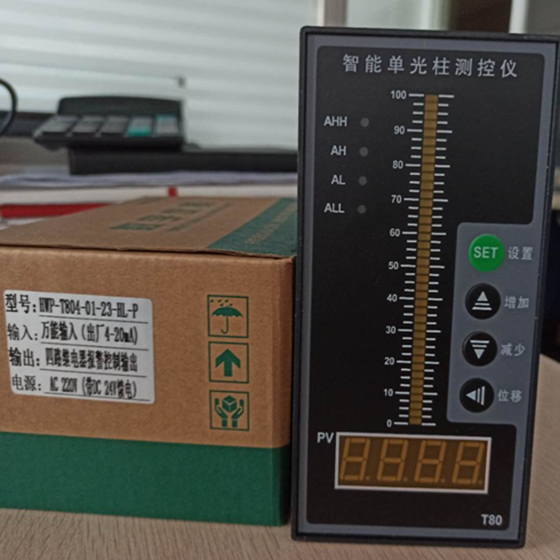 型号: HWP-T804-01-23-HL-P
输入: 万能输入 (出厂4-20mA)
输出: 四路继电器报警控制输出
电源: AC 220V (带DC 24V馈电)
智能单光柱测控仪
100
90
80
70
60
50
40
30
20
10
0
AHH
AH
AL
ALL
SET 设置
增加
减少
位移
PV
T80